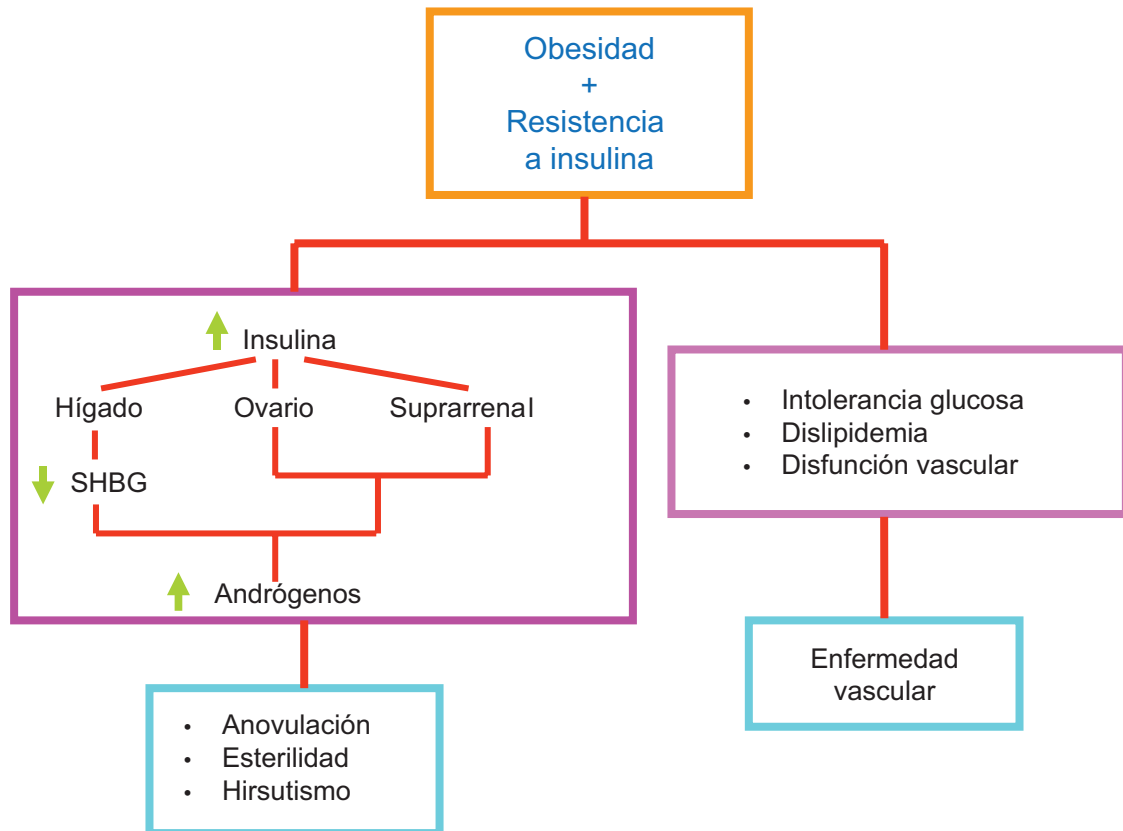 Obesidad
+
Resistencia
a insulina
Insulina
Hígado
Ovario
Suprarrenal
SHBG
Andrógenos
• Anovulación
• Esterilidad
• Hirsutismo
• Intolerancia glucosa
• Dislipidemia
• Disfunción vascular
Enfermedad
vascular